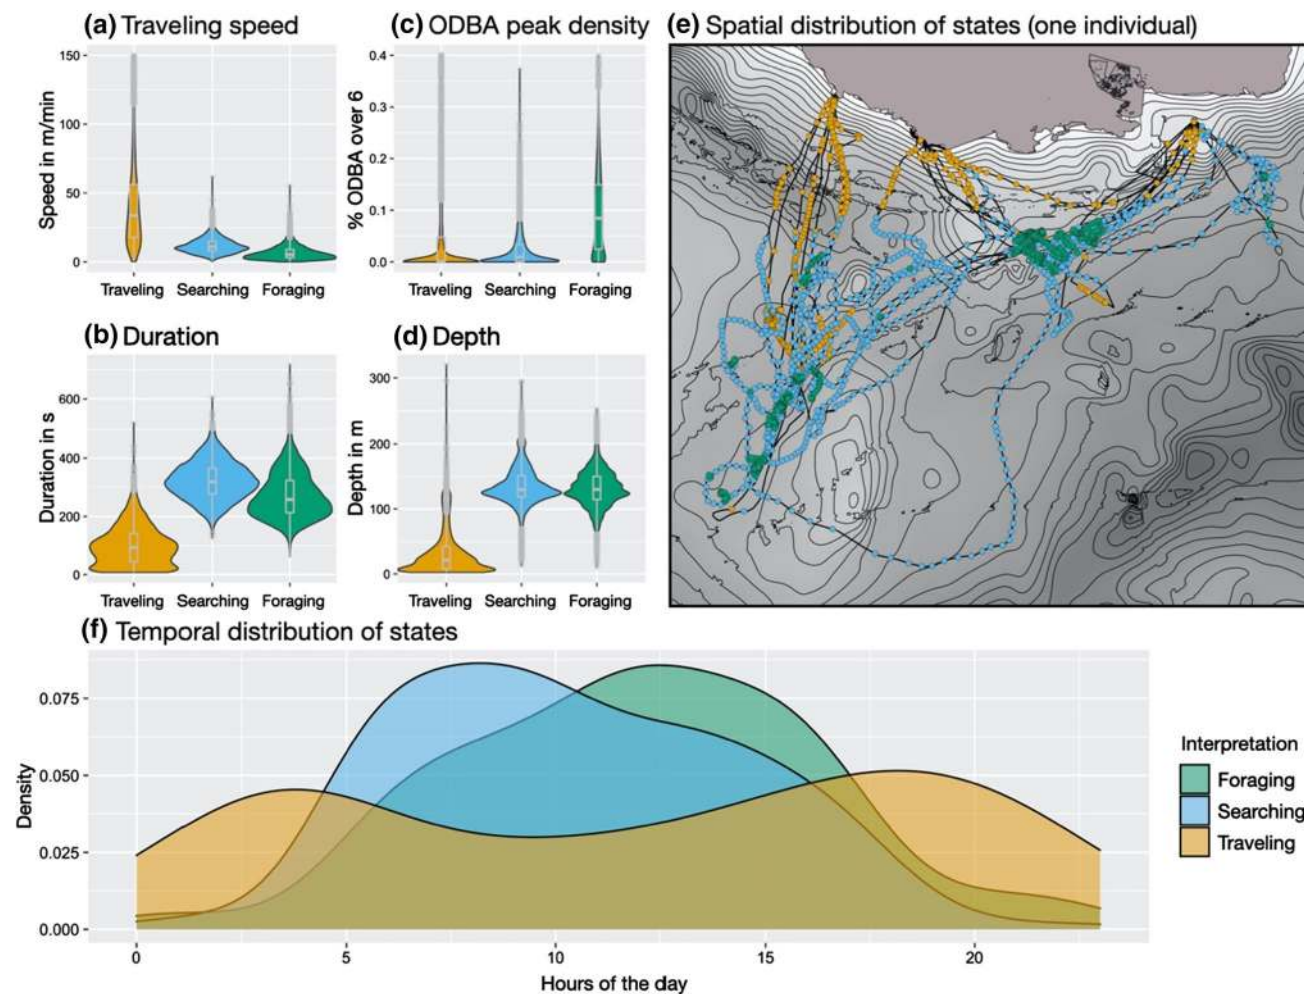 (a) Traveling speed
Speed in m/min
150
100
50
0
Traveling Searching Foraging
(c) ODBA peak density
% ODBA over 6
0.4
0.3
0.2
0.1
0.0
Traveling Searching Foraging
(e) Spatial distribution of states (one individual)
(b) Duration
Duration in s
600
400
200
0
Traveling Searching Foraging
(d) Depth
Depth in m
300
200
100
0
Traveling Searching Foraging
(f) Temporal distribution of states
Density
0.075
0.050
0.025
0.000
0 5 10 15 20
Hours of the day
Interpretation
Foraging
Searching
Traveling